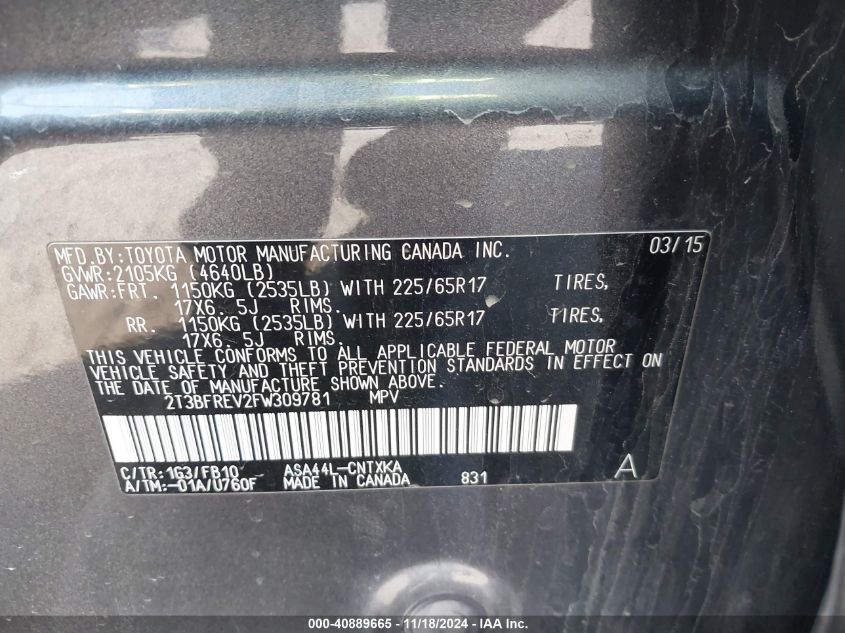 MFD.BY:TOYOTA MOTOR MANUFACTURING CANADA INC. 03/15
GVWR:2105KG (4640LB)
GAWR:FRT. 1150KG (2535LB) WITH 225/65R17 TIRES,
17X6.5J RIMS.
RR. 1150KG (2535LB) WITH 225/65R17 TIRES,
17X6.5J RIMS.
THIS VEHICLE CONFORMS TO ALL APPLICABLE FEDERAL MOTOR
VEHICLE SAFETY AND THEFT PREVENTION STANDARDS IN EFFECT ON
THE DATE OF MANUFACTURE SHOWN ABOVE.
2T3BFREV2FW309781 MPV
C/TR:1G3/FB10 ASA44L-CNTXKA A
A/TM:-01A/U760F MADE IN CANADA 831
000-40889665 - 11/18/2024 - IAA Inc.